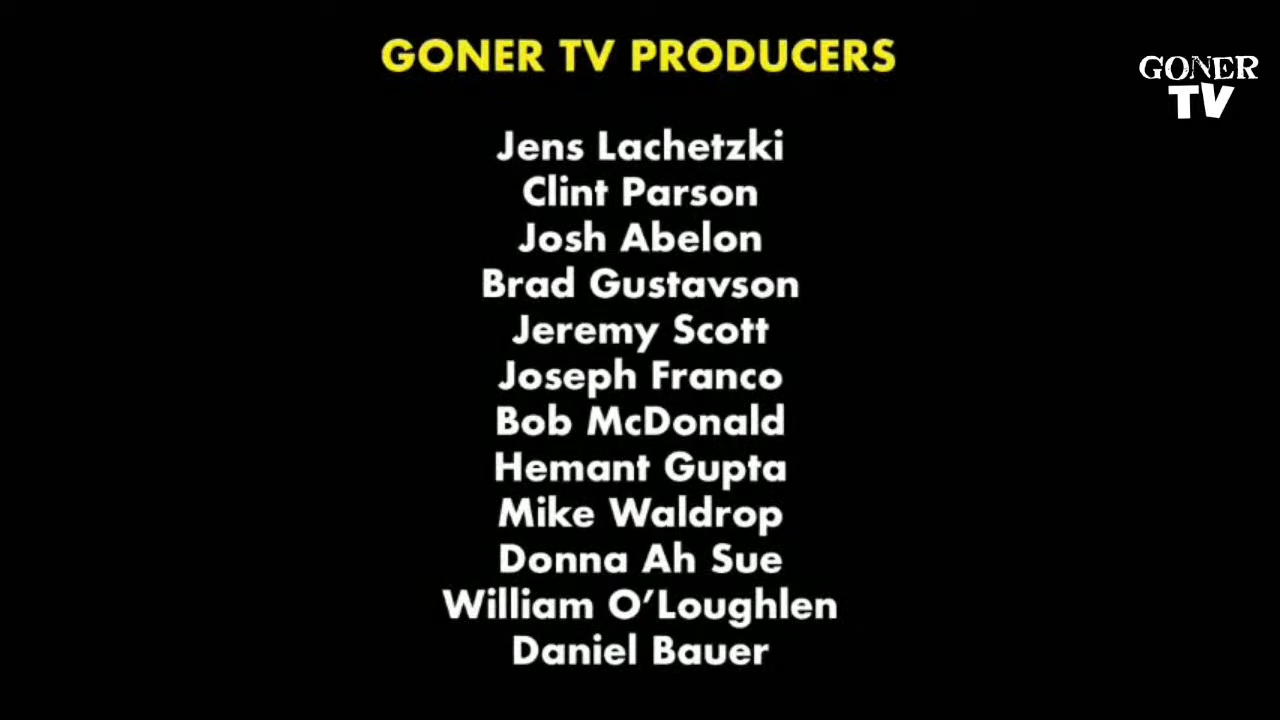 GONER TV PRODUCERS
GONER
TV
Jens Lachetzki
Clint Parson
Josh Abelon
Brad Gustavson
Jeremy Scott
Joseph Franco
Bob McDonald
Hemant Gupta
Mike Waldrop
Donna Ah Sue
William O’Loughlen
Daniel Bauer